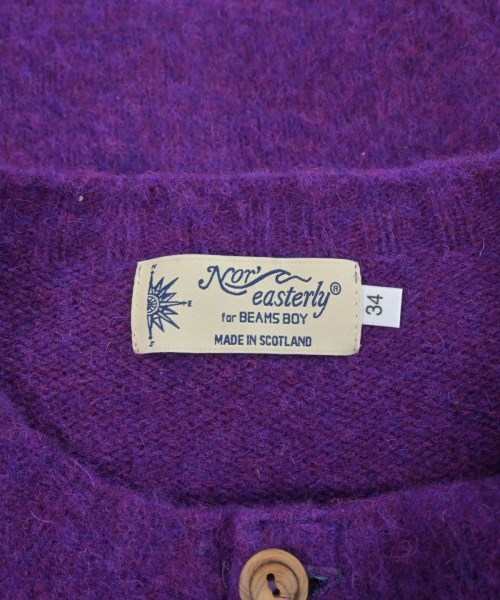 Nor'
easterly®
for BEAMS BOY
MADE IN SCOTLAND
34
E